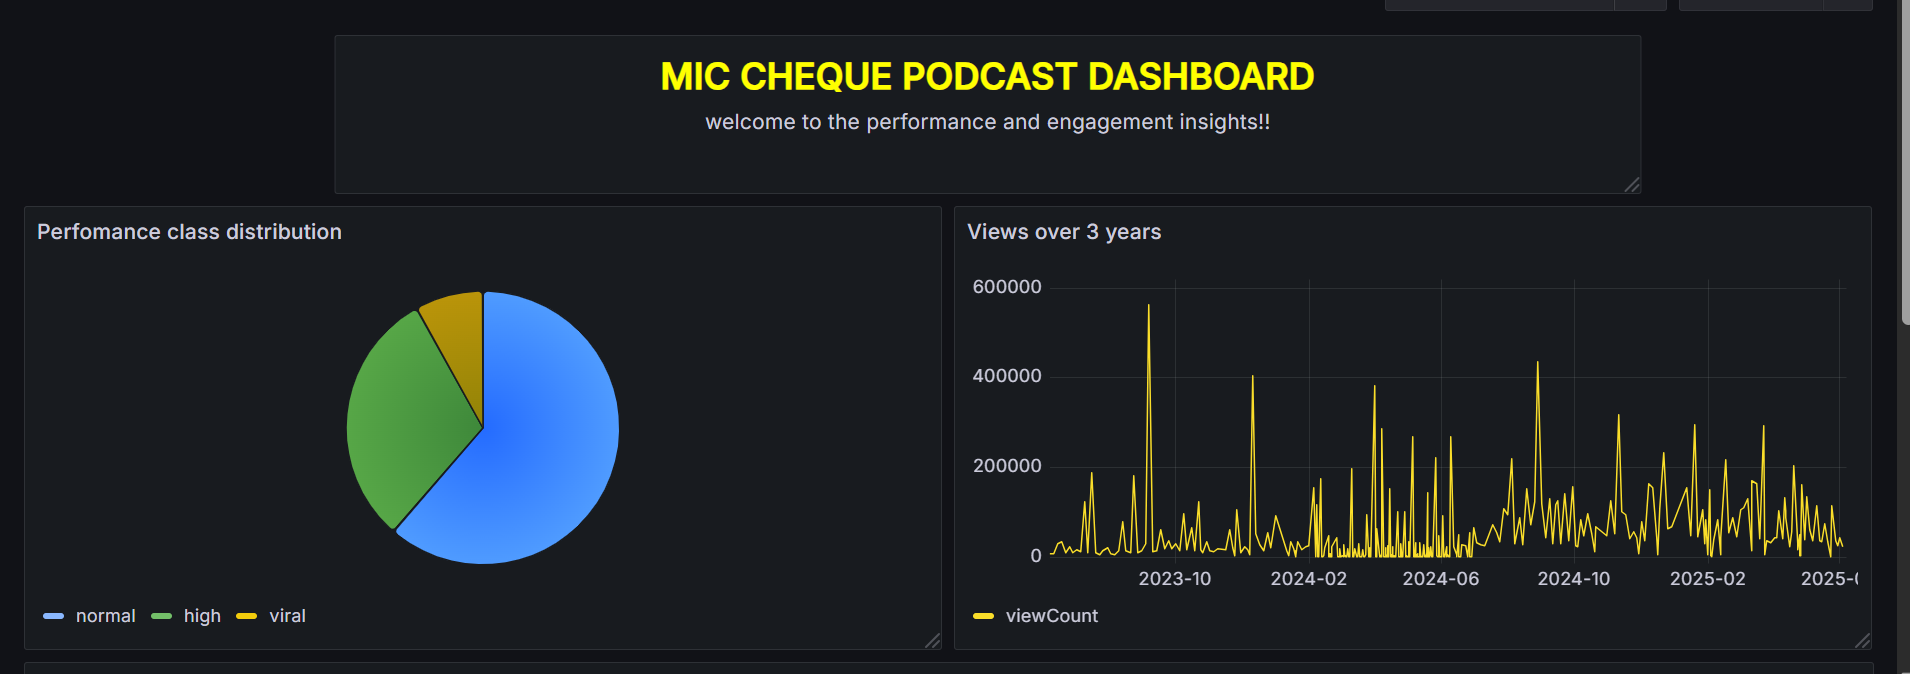 MIC CHEQUE PODCAST DASHBOARD
welcome to the performance and engagement insights!!
Perfomance class distribution
normal high viral
Views over 3 years
600000
400000
200000
0
2023-10 2024-02 2024-06 2024-10 2025-02 2025-
viewCount